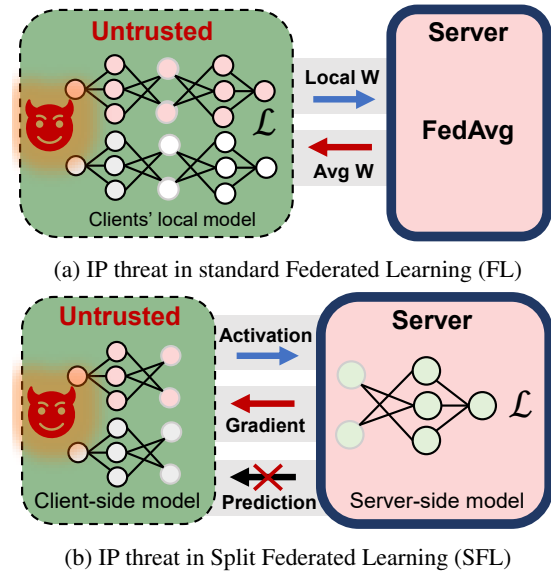 Untrusted
Server
Local W
FedAvg
ℒ
Avg W
Clients' local model
(a) IP threat in standard Federated Learning (FL)
Untrusted
Server
Activation
Gradient
ℒ
Prediction
Client-side model
Server-side model
(b) IP threat in Split Federated Learning (SFL)